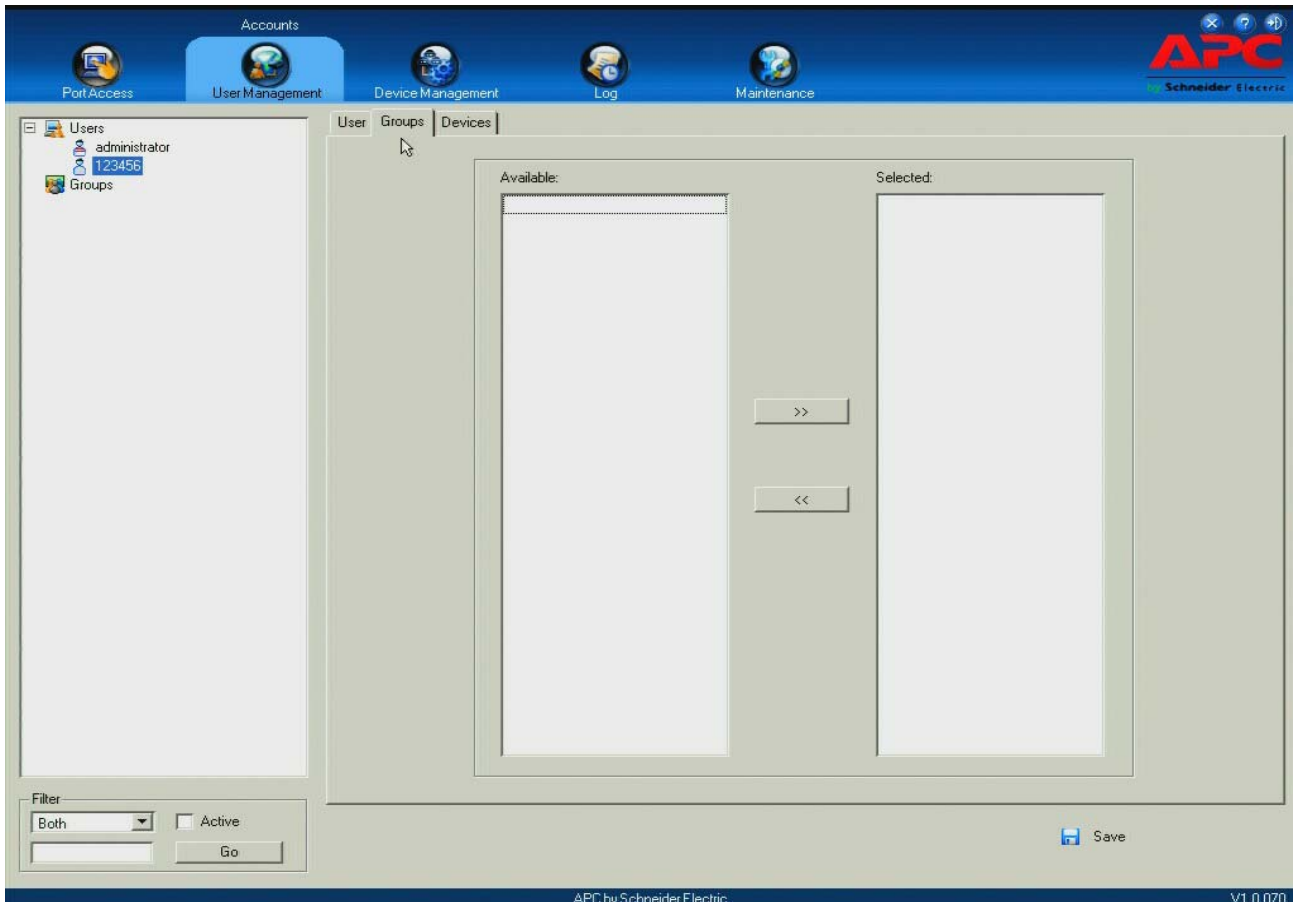 Accounts
Port Access
User Management
Device Management
Log
Maintenance
APC
by Schneider Electric
Users
administrator
123456
Groups
User
Groups
Devices
Available:
Selected:
>>
<<
Filter
Both
Active
Go
Save
APC by Schneider Electric
V1.0.070